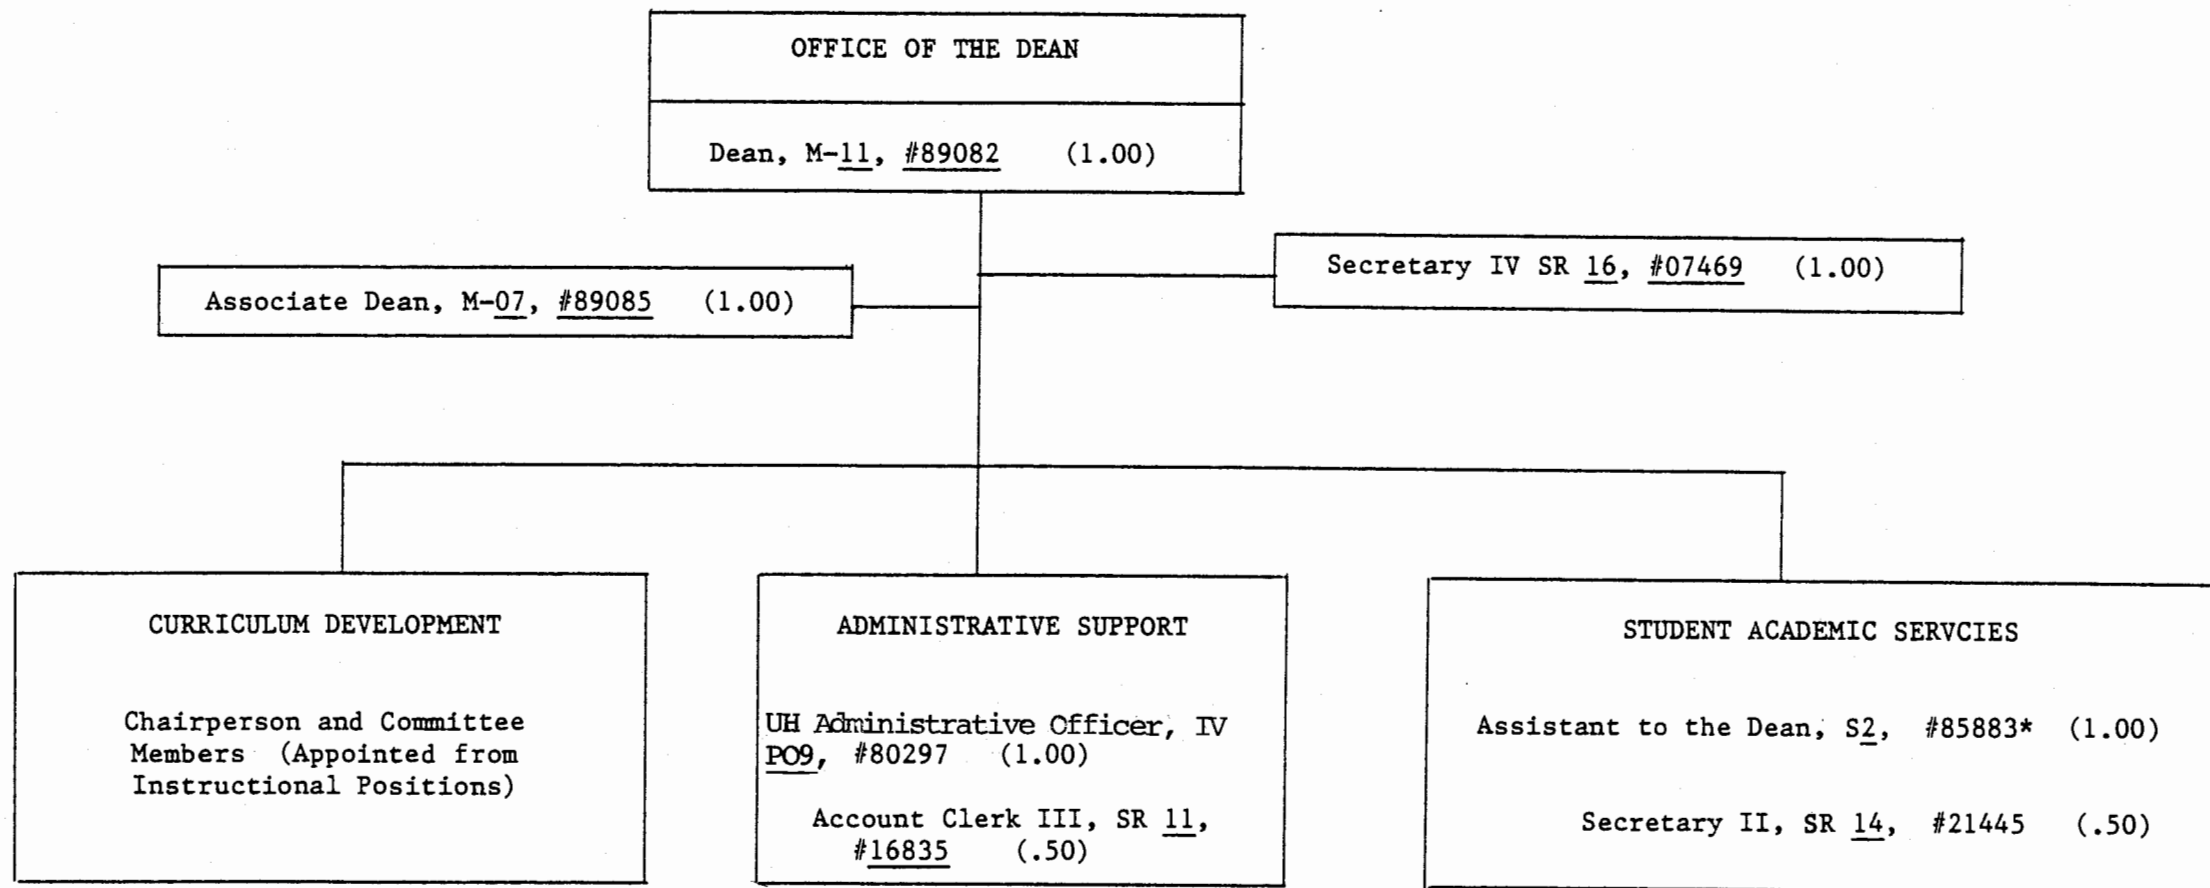 OFFICE OF THE DEAN
Dean, M-11, #89082 (1.00)
Secretary IV SR 16, #07469 (1.00)
Associate Dean, M-07, #89085 (1.00)
CURRICULUM DEVELOPMENT
Chairperson and Committee
Members (Appointed from
Instructional Positions)
ADMINISTRATIVE SUPPORT
UH Administrative Officer, IV
PO9, #80297 (1.00)
Account Clerk III, SR 11,
#16835 (.50)
STUDENT ACADEMIC SERVCIES
Assistant to the Dean, S2, #85883* (1.00)
Secretary II, SR 14, #21445 (.50)